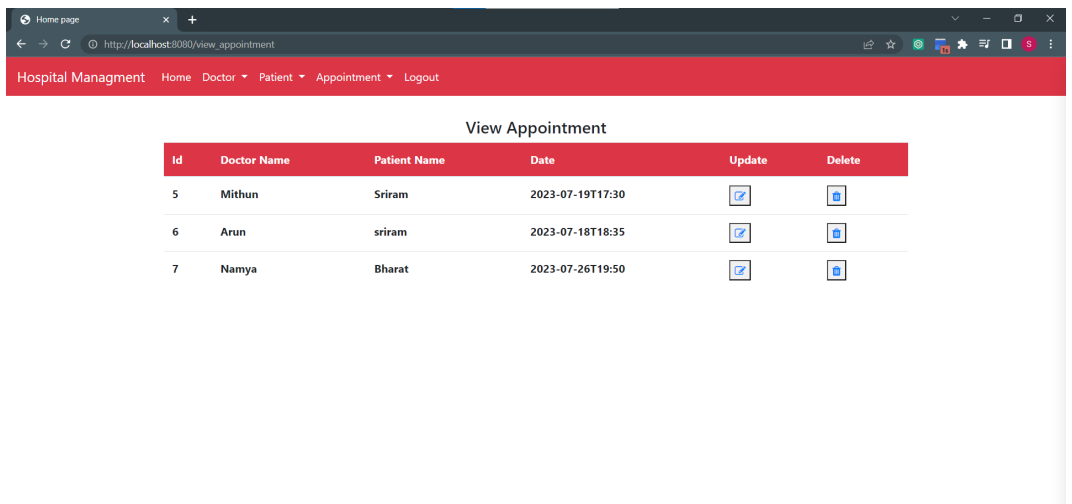 Home page
http://localhost:8080/view_appointment
S
Hospital Managment Home Doctor Patient Appointment Logout
View Appointment
Id Doctor Name Patient Name Date Update Delete
5 Mithun Sriram 2023-07-19T17:30
6 Arun sriram 2023-07-18T18:35
7 Namya Bharat 2023-07-26T19:50